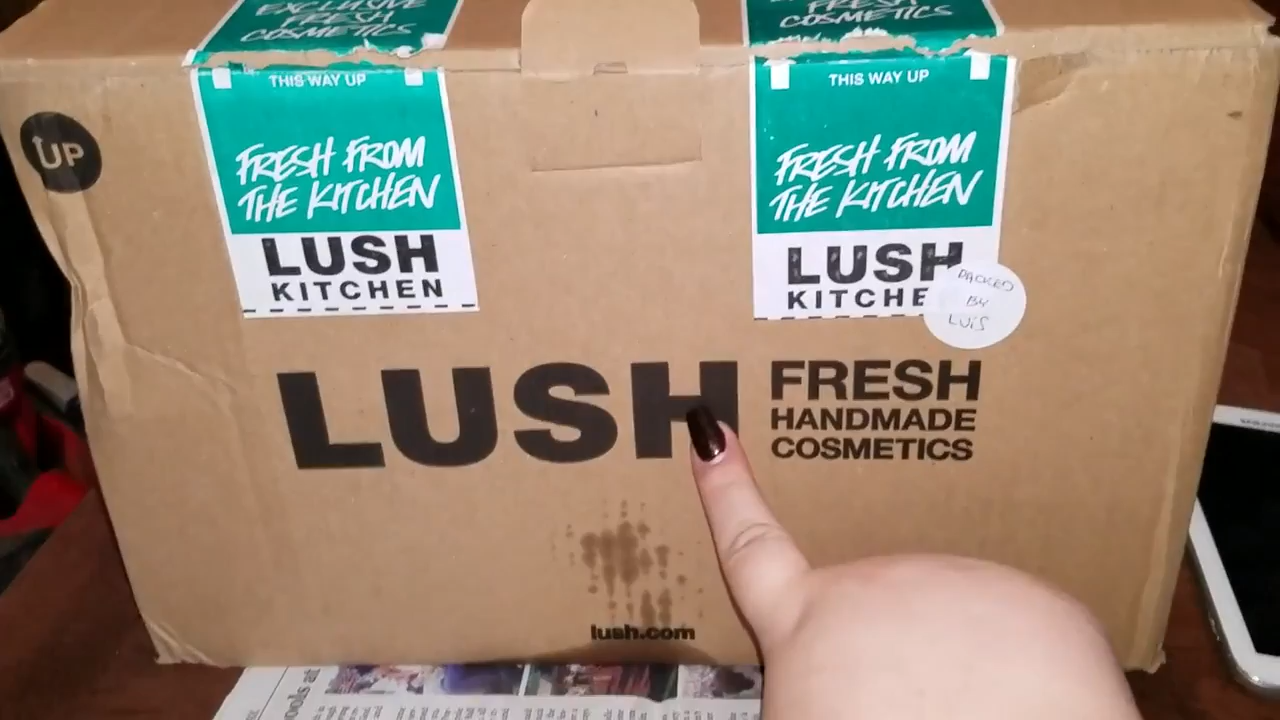 EXCLUSIVE
FRESH
COSMETICS
FRESH
COSMETICS
THIS WAY UP
FRESH FROM
THE KITCHEN
LUSH
KITCHEN
THIS WAY UP
FRESH FROM
THE KITCHEN
LUSH
KITCHE
PACKED
BY
LUiS
UP
LUSH
FRESH
HANDMADE
COSMETICS
lush.com